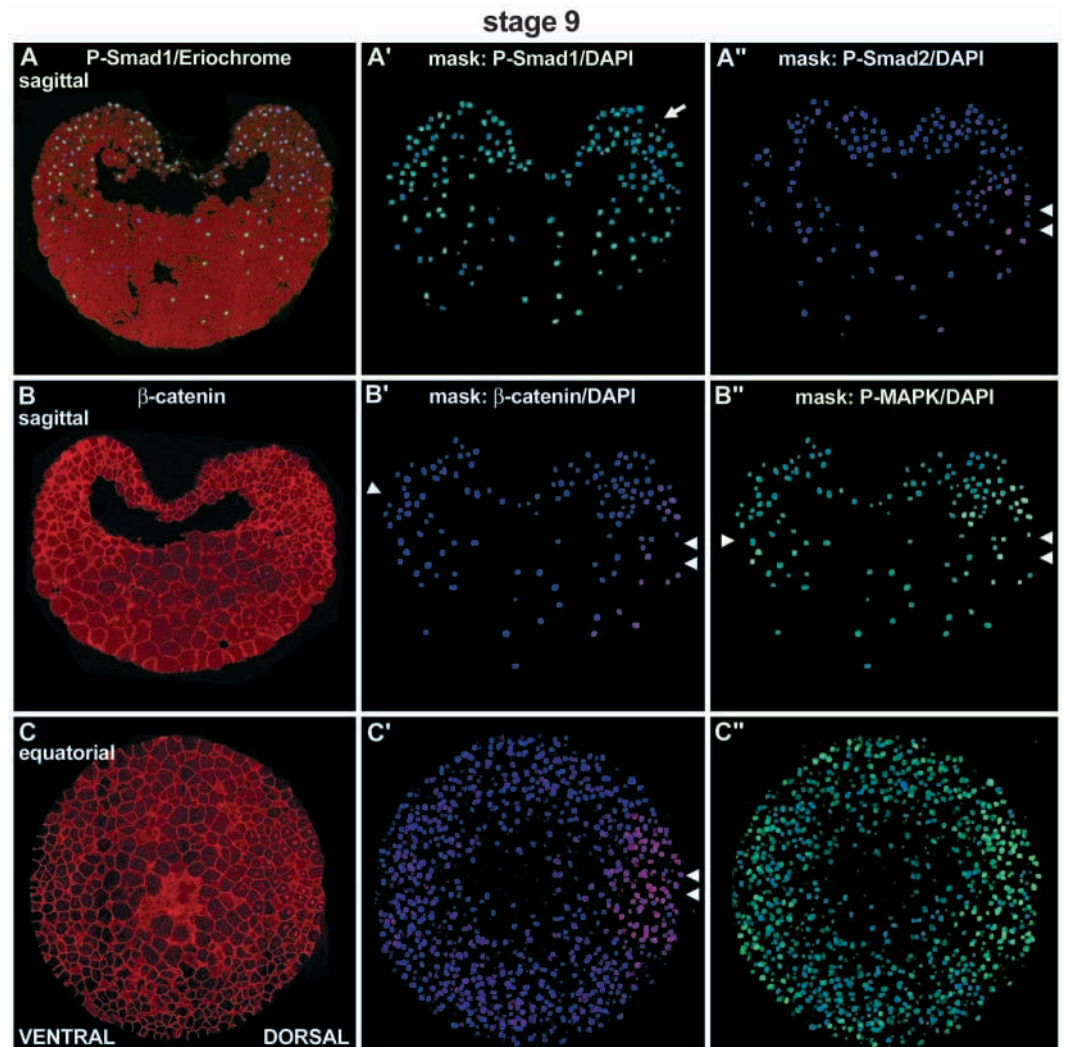 stage 9
A P-Smad1/Eriochrome
sagittal
A' mask: P-Smad1/DAPI
A" mask: P-Smad2/DAPI
B β-catenin
sagittal
B' mask: β-catenin/DAPI
B" mask: P-MAPK/DAPI
C
equatorial
VENTRAL DORSAL
C'
C"